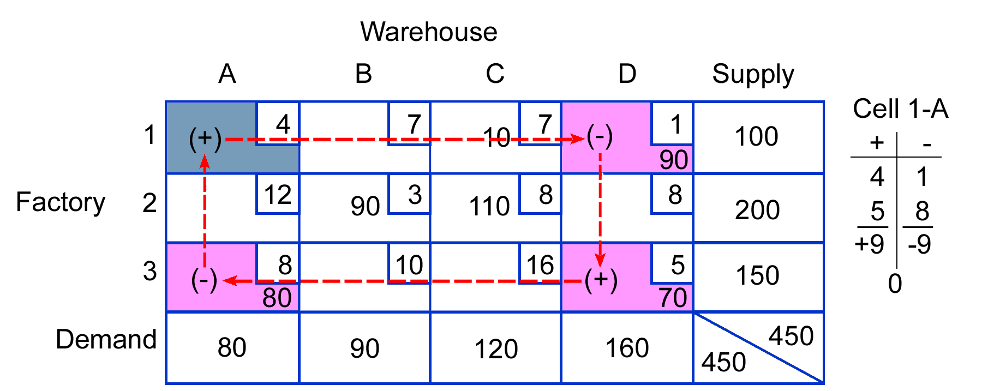 Warehouse
A B C D Supply
Cell 1-A
+ -
4 1
5 8
+9 -9
0
Factory
1 (+) 4 7 10 7 (-) 1 90 100
2 12 90 3 110 8 8 200
3 (-) 8 80 10 16 (+) 5 70 150
Demand 80 90 120 160 450 450